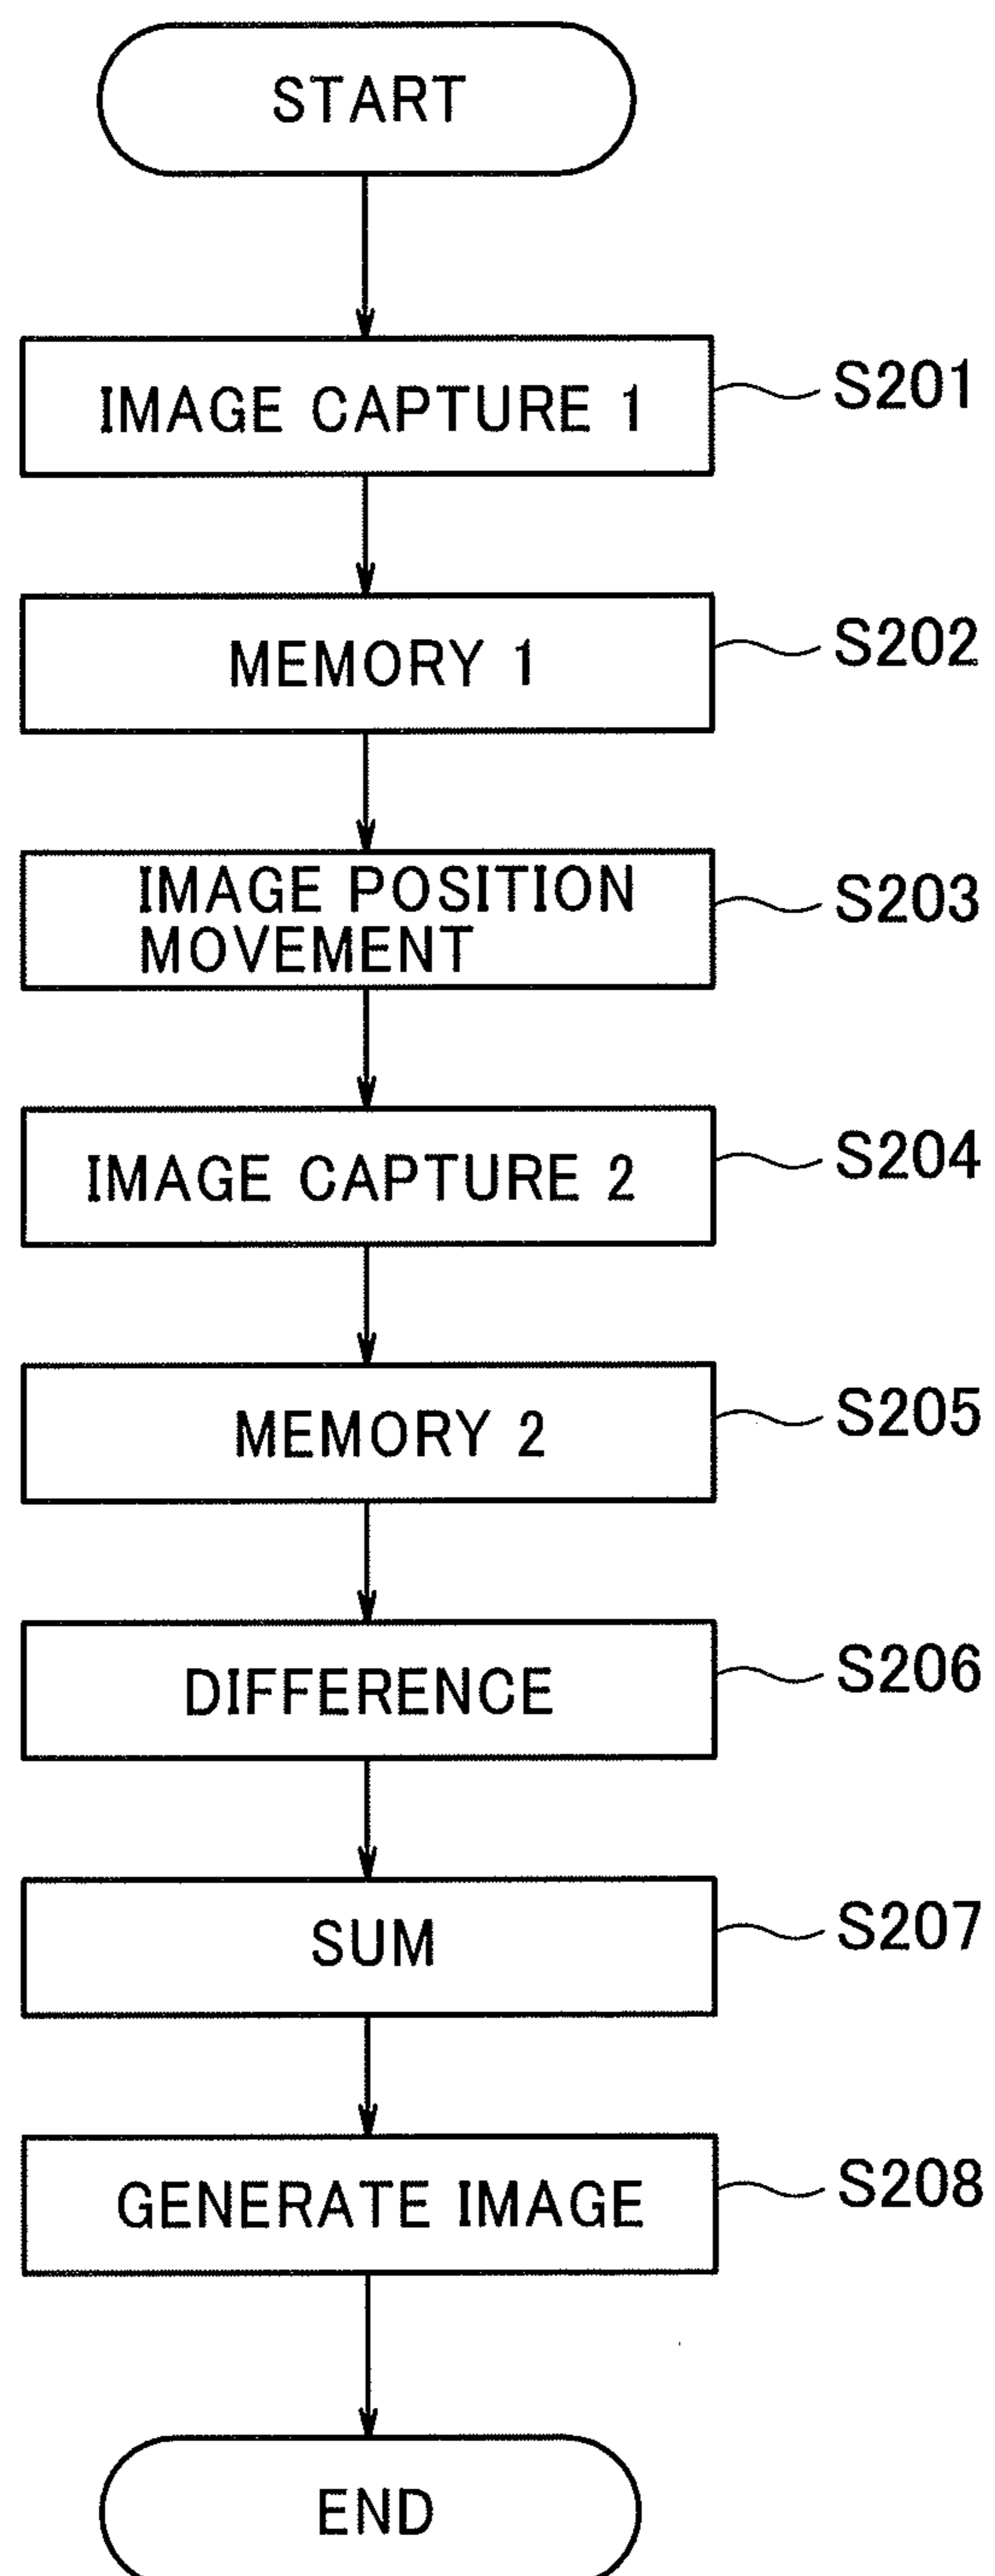 START
IMAGE CAPTURE 1
S201
MEMORY 1
S202
IMAGE POSITION
MOVEMENT
S203
IMAGE CAPTURE 2
S204
MEMORY 2
S205
DIFFERENCE
S206
SUM
S207
GENERATE IMAGE
S208
END